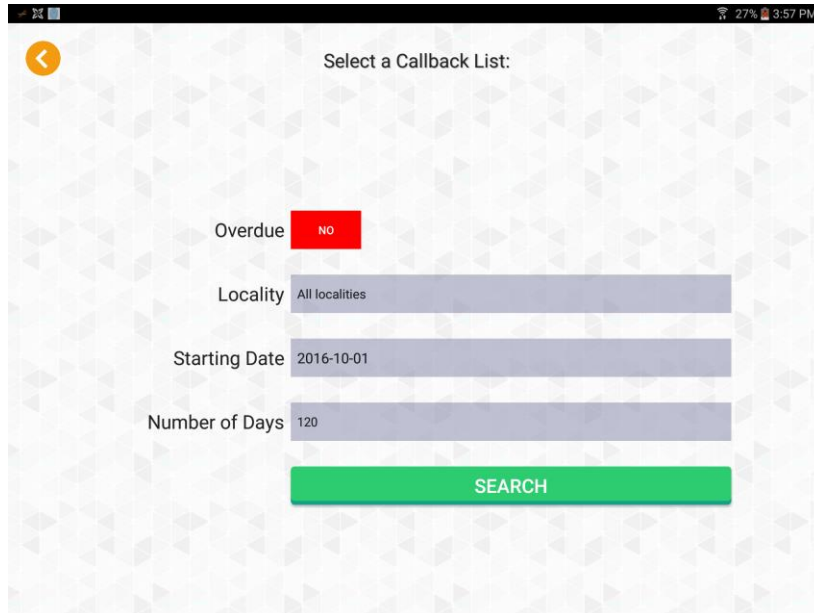 27% 3:57 PM
Select a Callback List:
Overdue NO
Locality All localities
Starting Date 2016-10-01
Number of Days 120
SEARCH